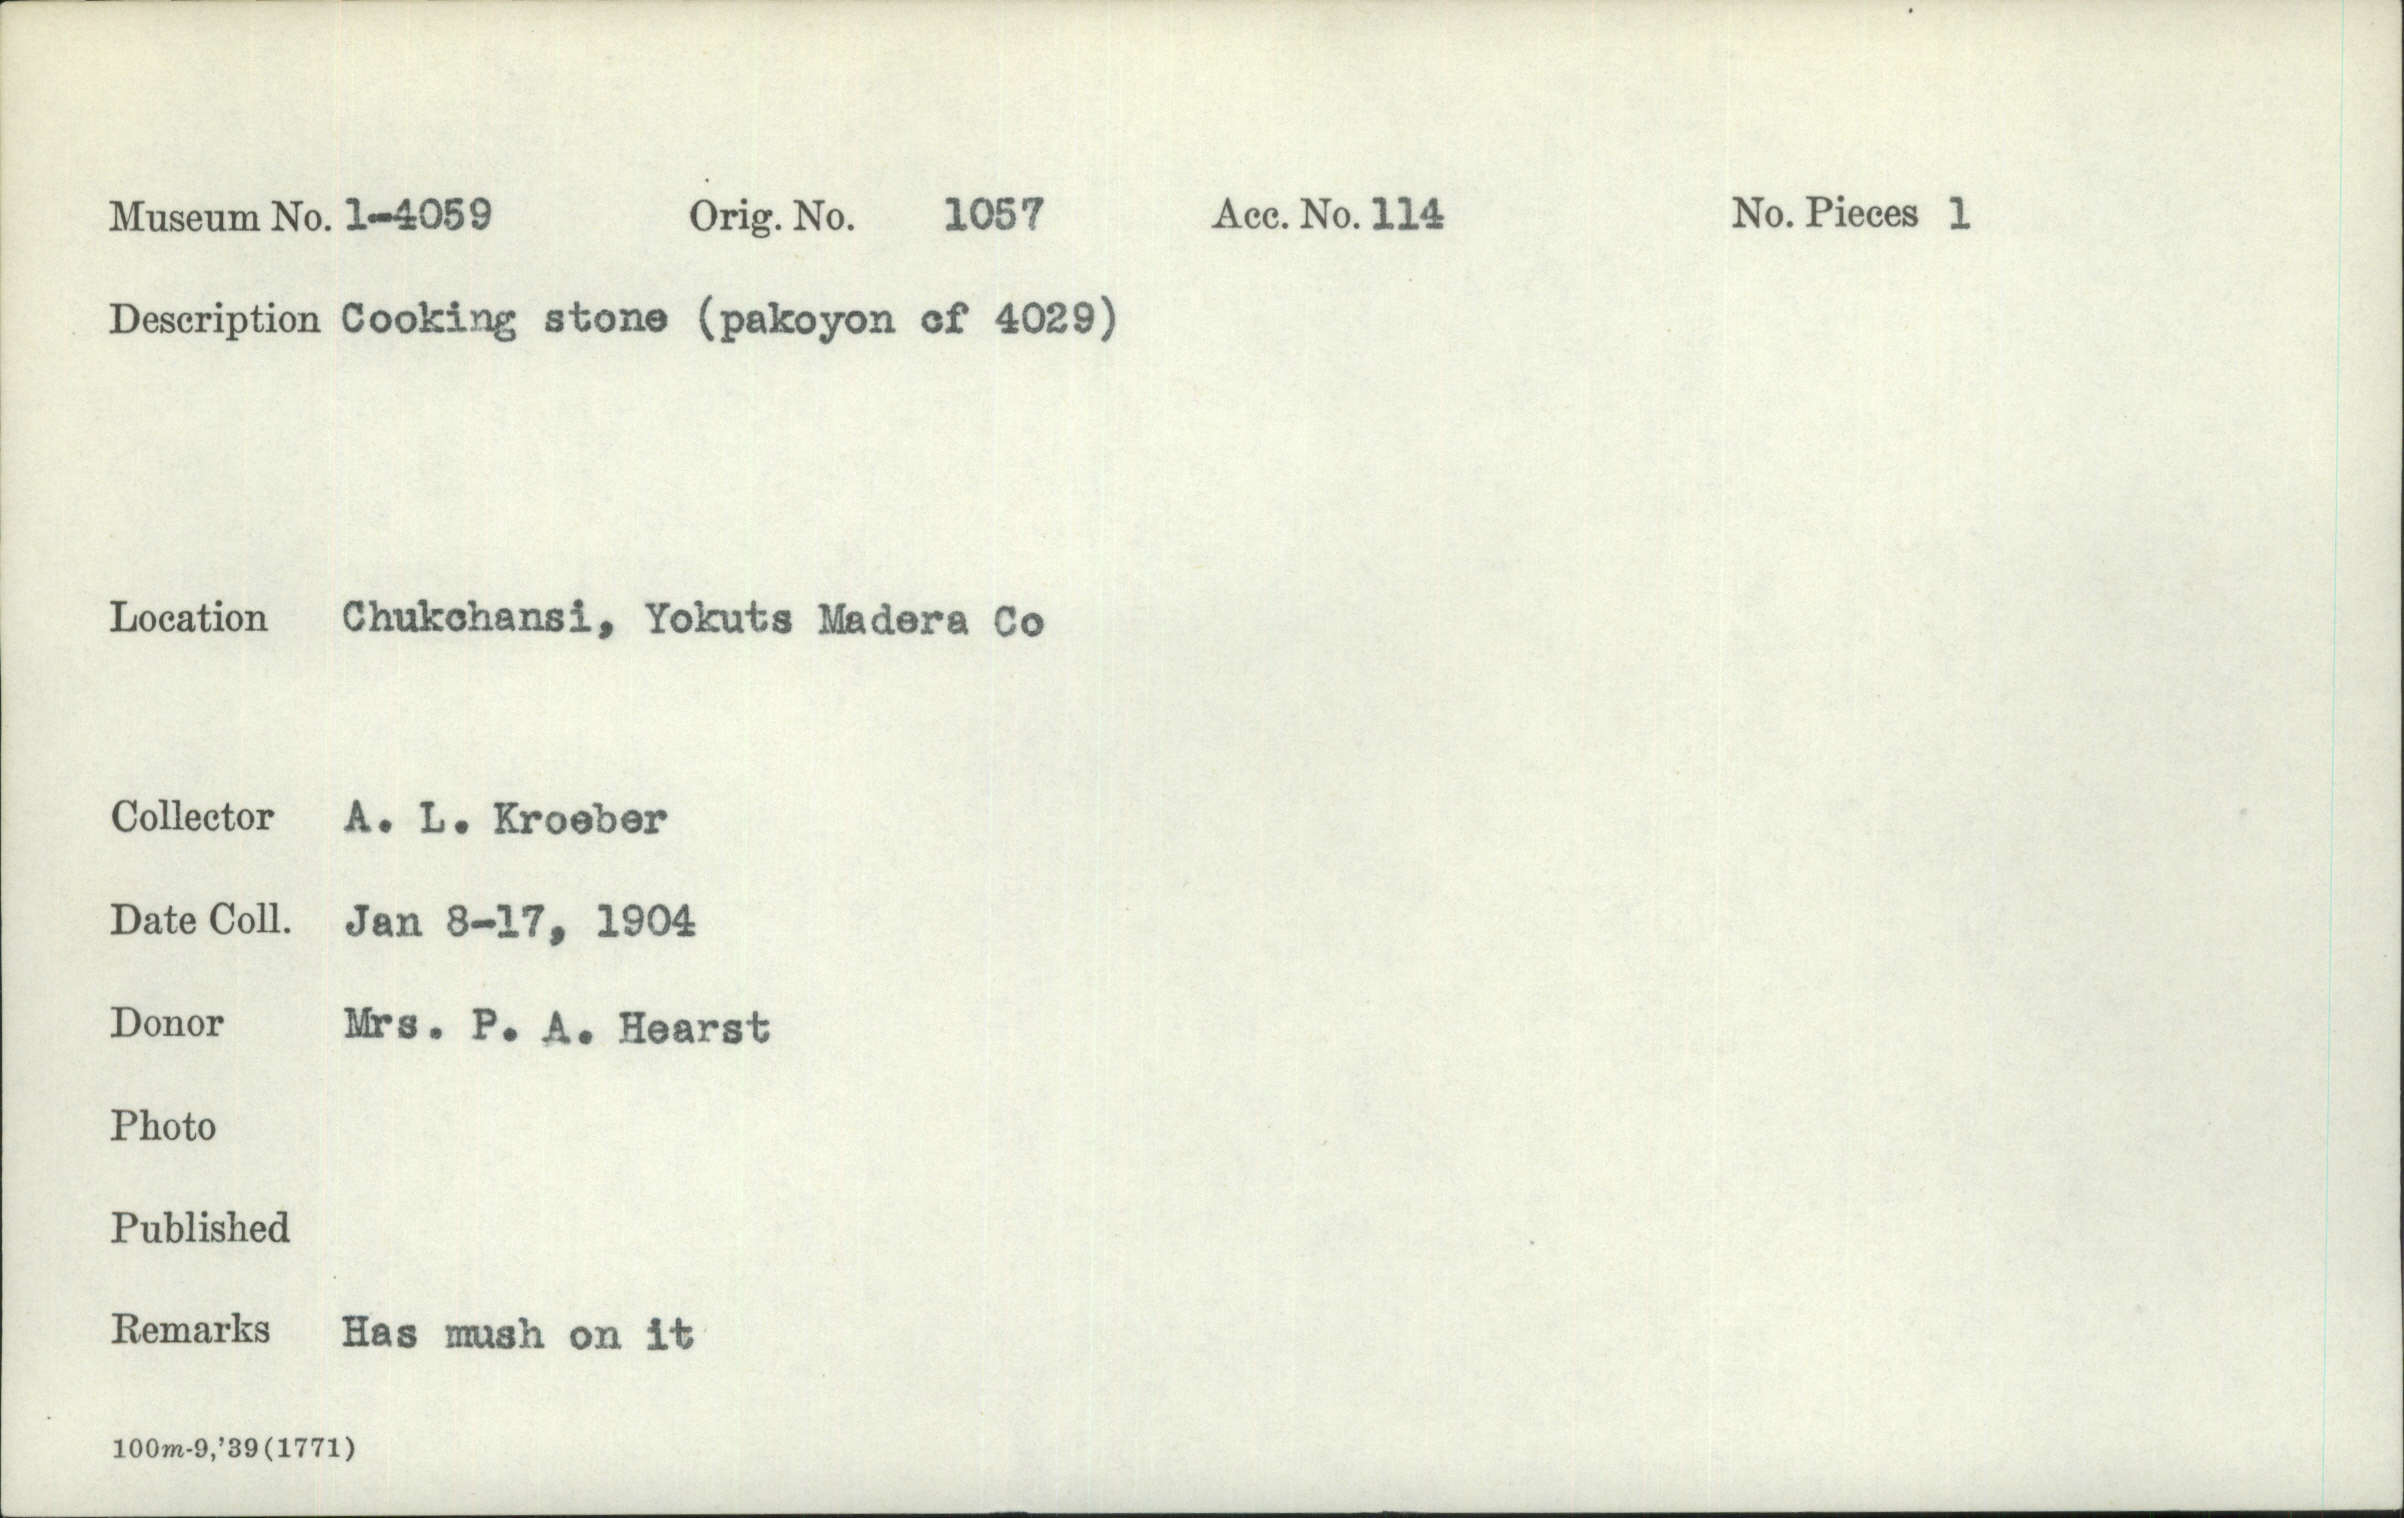 Museum No. 1-4059 Orig. No. 1057 Acc. No. 114 No. Pieces 1
Description Cooking stone (pakoyon cf 4029)
Location Chukchansi, Yokuts Madera Co
Collector A. L. Kroeber
Date Coll. Jan 8-17, 1904
Donor Mrs. P. A. Hearst
Photo
Published
Remarks Has mush on it
100m-9,'39(1771)